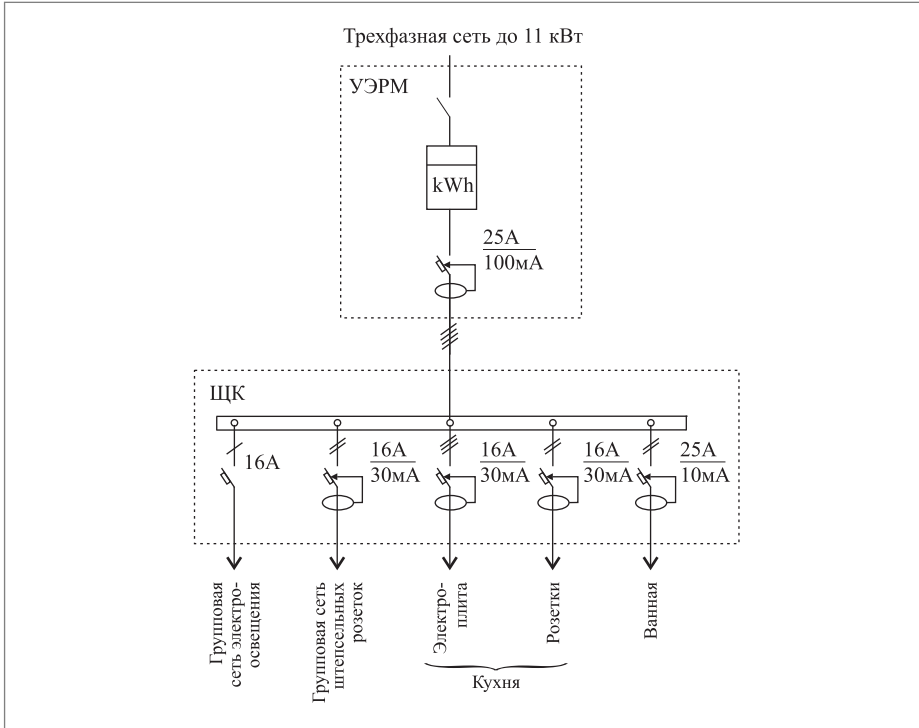 Трехфазная сеть до 11 кВт
УЭРМ
kWh
25А
100мА
ЩК
16А
16А
30мА
16А
30мА
16А
30мА
25А
10мА
Групповая
сеть электро-
освещения
Групповая сеть
штепсельных
розеток
Электро-
плита
Розетки
Ванная
Кухня